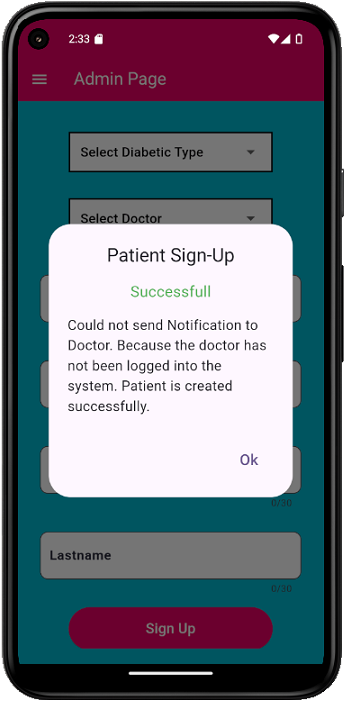 2:33
Admin Page
Select Diabetic Type
Select Doctor
Patient Sign-Up
Successfull
Could not send Notification to
Doctor. Because the doctor has
not been logged into the
system. Patient is created
successfully.
Ok
0/20
Lastname
0/30
Sign Up